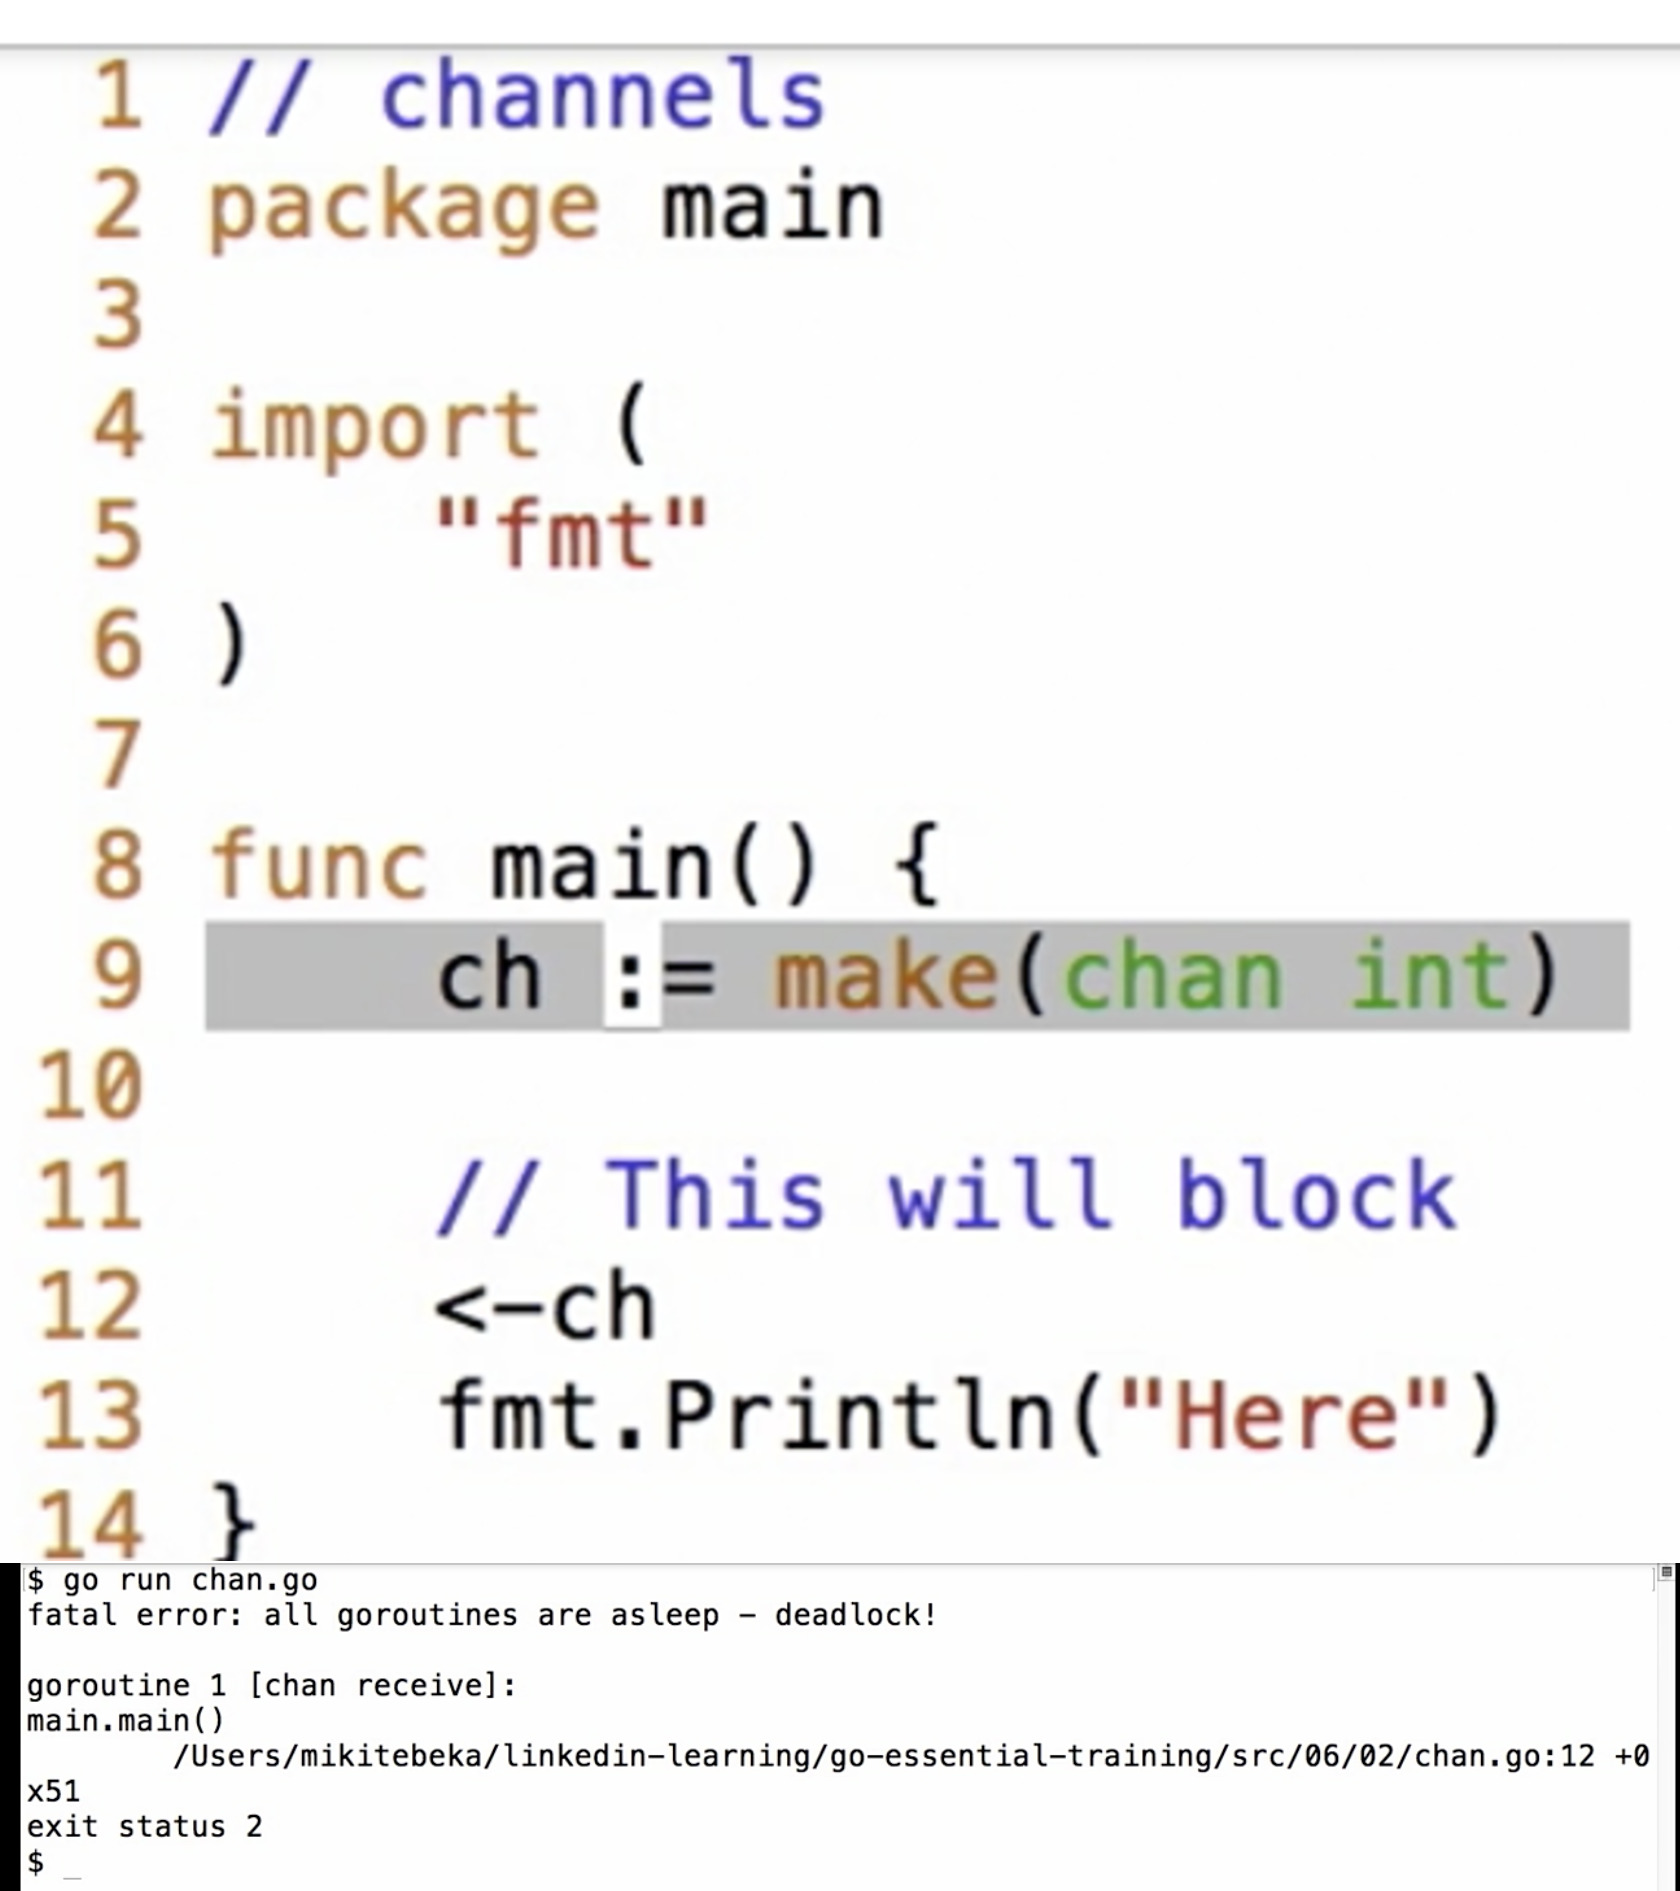 1 // channels
2 package main
3
4 import (
5     "fmt"
6 )
7
8 func main() {
9     ch := make(chan int)
10
11     // This will block
12     <-ch
13     fmt.Println("Here")
14 }
$ go run chan.go
fatal error: all goroutines are asleep - deadlock!

goroutine 1 [chan receive]:
main.main()
        /Users/mikitebeka/linkedin-learning/go-essential-training/src/06/02/chan.go:12 +0
x51
exit status 2
$ _